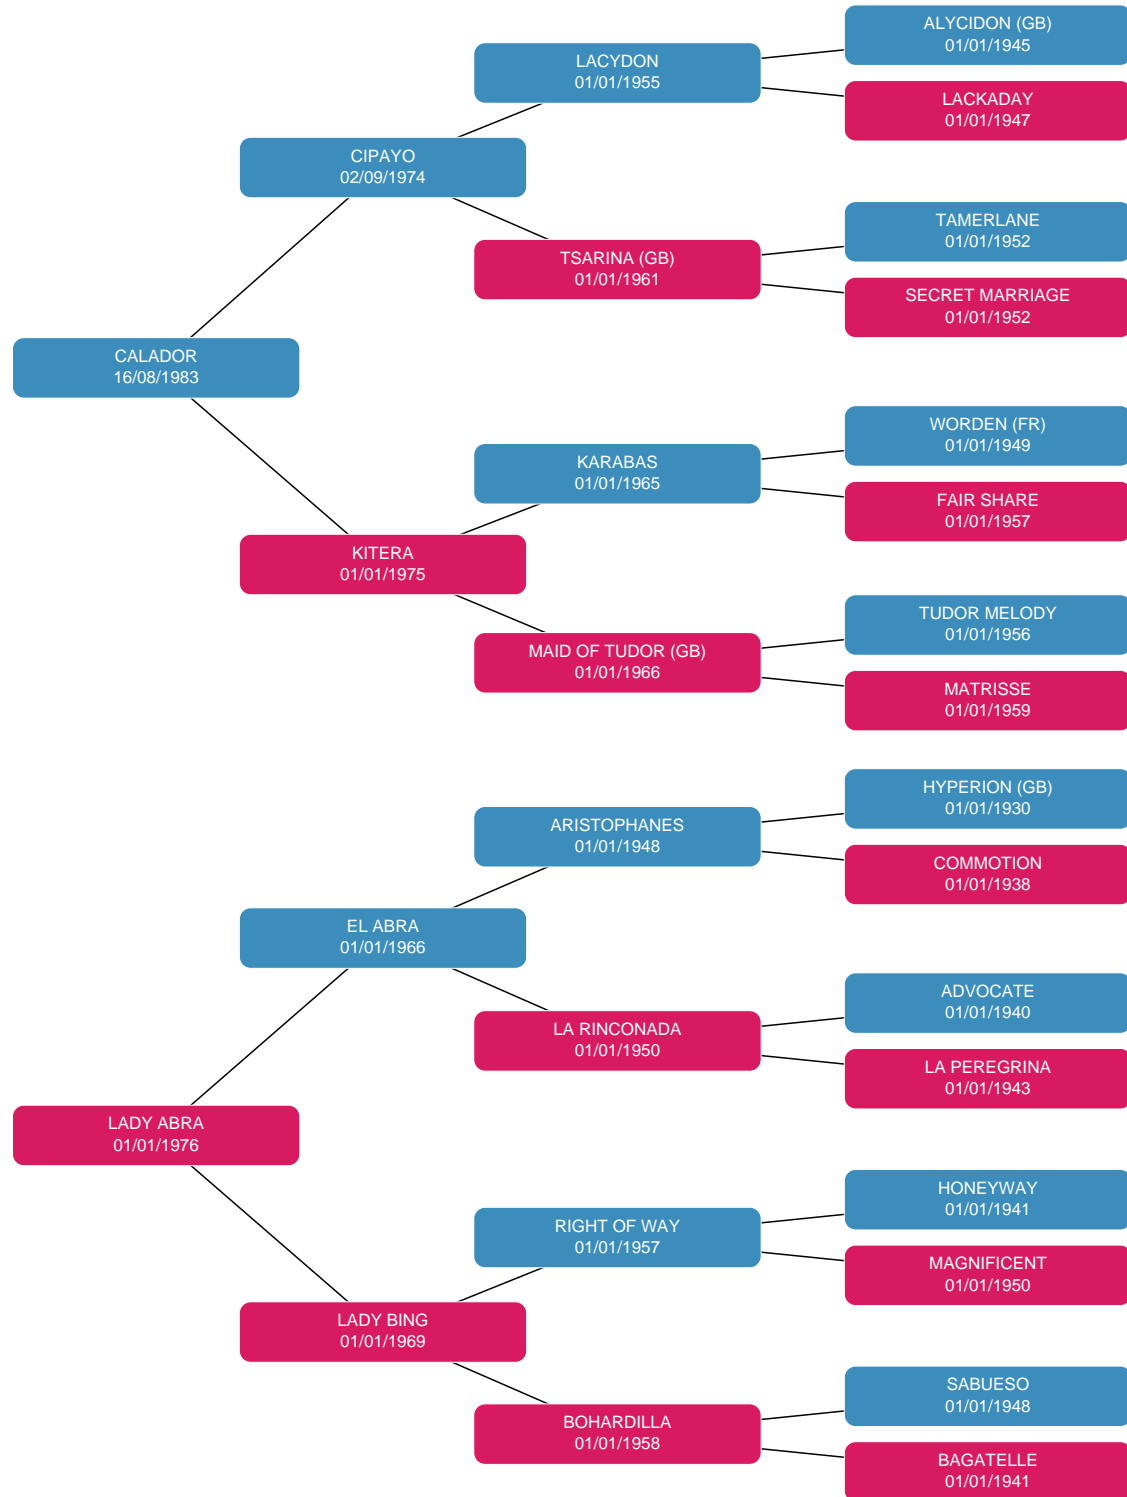 ALYCIDON (GB)
01/01/1945
LACYDON
01/01/1955
LACKADAY
01/01/1947
CIPAYO
02/09/1974
TAMERLANE
01/01/1952
TSARINA (GB)
01/01/1961
SECRET MARRIAGE
01/01/1952
CALADOR
16/08/1983
WORDEN (FR)
01/01/1949
KARABAS
01/01/1965
FAIR SHARE
01/01/1957
KITERA
01/01/1975
TUDOR MELODY
01/01/1956
MAID OF TUDOR (GB)
01/01/1966
MATRISSE
01/01/1959
HYPERION (GB)
01/01/1930
ARISTOPHANES
01/01/1948
COMMOTION
01/01/1938
EL ABRA
01/01/1966
ADVOCATE
01/01/1940
LA RINCONADA
01/01/1950
LA PEREGRINA
01/01/1943
LADY ABRA
01/01/1976
HONEYWAY
01/01/1941
RIGHT OF WAY
01/01/1957
MAGNIFICENT
01/01/1950
LADY BING
01/01/1969
SABUESO
01/01/1948
BOHARDILLA
01/01/1958
BAGATELLE
01/01/1941